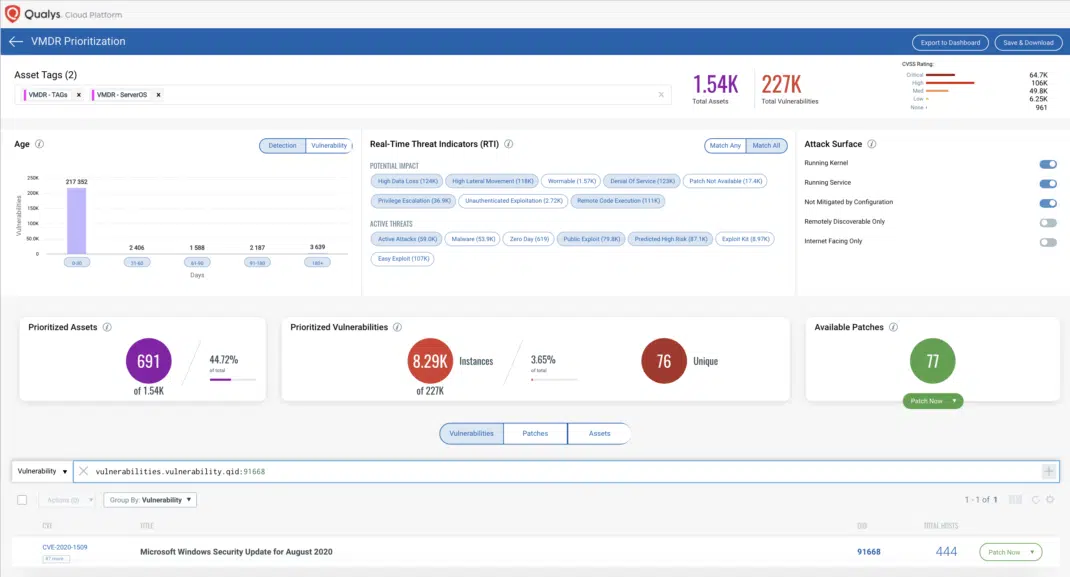 Qualys. Cloud Platform
VMDR Prioritization
Export to Dashboard
Save & Download
Asset Tags (2)
VMDR - TAGs ×
VMDR - ServerOS ×
1.54K
Total Assets
227K
Total Vulnerabilities
CVSS Rating:
Critical 64.7K
High 106K
Med 49.8K
Low 6.25K
None 961
Age
Detection Vulnerability
Vulnerabilities
250K
200K
150K
100K
50.0K
0
217 352
2 406
1 588
2 187
3 639
0-30
31-60
61-90
91-180
180+
Days
Real-Time Threat Indicators (RTI)
Match Any Match All
POTENTIAL IMPACT
High Data Loss (124K) High Lateral Movement (118K) Wormable (1.57K) Denial Of Service (123K) Patch Not Available (17.4K)
Privilege Escalation (36.9K) Unauthenticated Exploitation (2.72K) Remote Code Execution (111K)
ACTIVE THREATS
Active Attacks (59.0K) Malware (53.9K) Zero Day (619) Public Exploit (79.8K) Predicted High Risk (87.1K) Exploit Kit (8.97K)
Easy Exploit (107K)
Attack Surface
Running Kernel
Running Service
Not Mitigated by Configuration
Remotely Discoverable Only
Internet Facing Only
Prioritized Assets
691
of 1.54K
44.72%
of total
Prioritized Vulnerabilities
8.29K Instances
of 227K
3.65%
of total
76 Unique
Available Patches
77
Patch Now
Vulnerabilities Patches Assets
Vulnerability
vulnerabilities.vulnerability.qid:91668
Actions (0)
Group By: Vulnerability
1 - 1 of 1
CVE TITLE QID TOTAL HOSTS
CVE-2020-1509
47 more...
Microsoft Windows Security Update for August 2020
91668
444
Patch Now